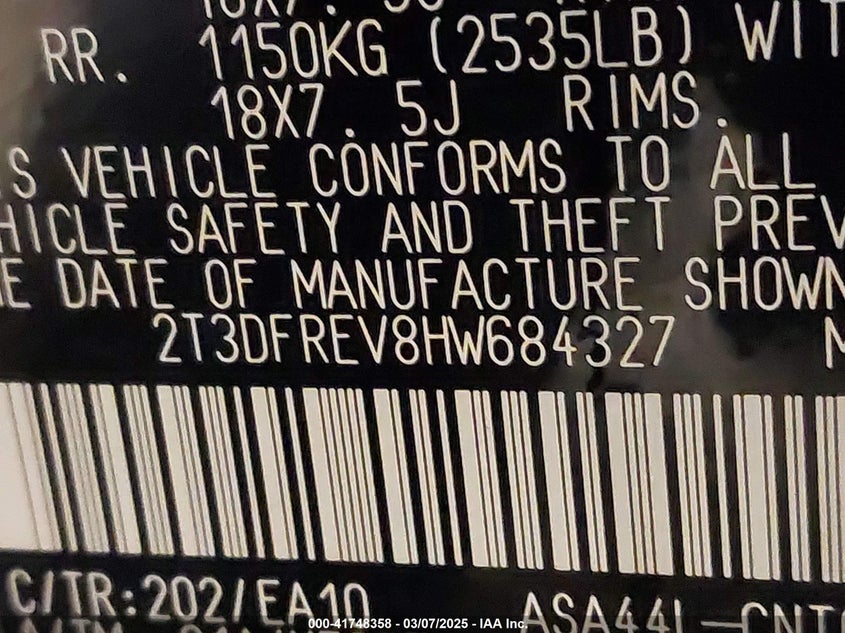 RR. 1150KG (2535LB) WIT
18X7. 5J RIMS.
S VEHICLE CONFORMS TO ALL
HICLE SAFETY AND THEFT PREV
E DATE OF MANUFACTURE SHOWN
2T3DFREV8HW684327
C/TR:202/EA10
000-41748358 - 03/07/2025 - IAA Inc.